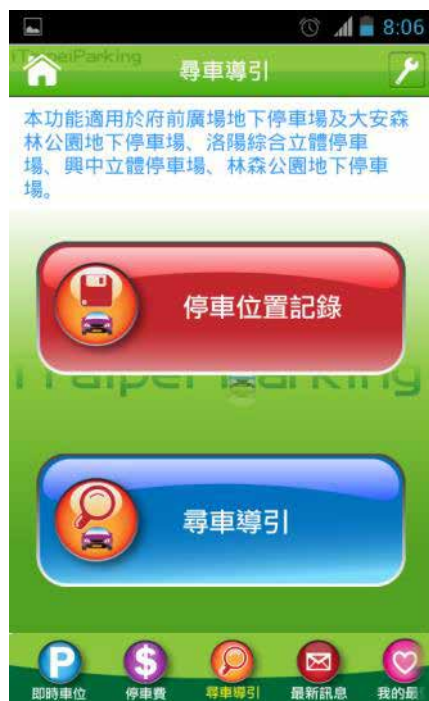 8:06
iTaipeiParking
尋車導引
本功能適用於府前廣場地下停車場及大安森
林公園地下停車場、洛陽綜合立體停車
場、興中立體停車場、林森公園地下停車
場。
停車位置記錄
iTaipeiParking
尋車導引
即時車位 停車費 尋車導引 最新訊息 我的最